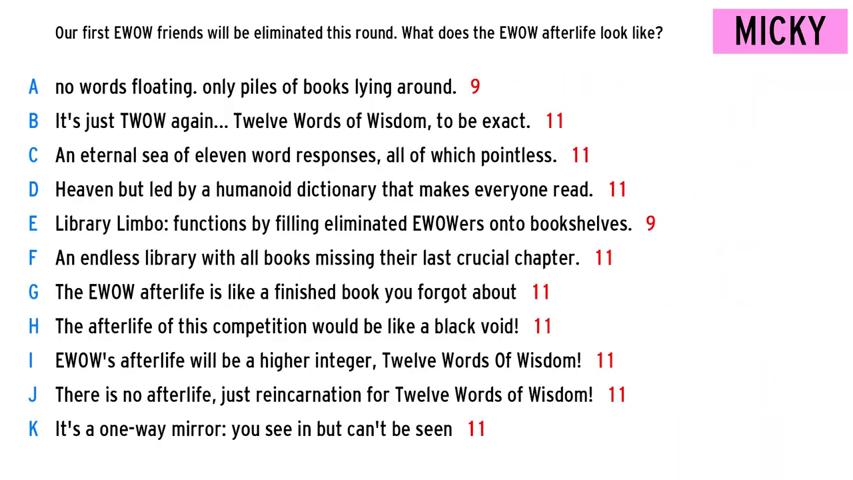 Our first EWOW friends will be eliminated this round. What does the EWOW afterlife look like?
MICKY
A no words floating. only piles of books lying around. 9
B It's just TWOW again... Twelve Words of Wisdom, to be exact. 11
C An eternal sea of eleven word responses, all of which pointless. 11
D Heaven but led by a humanoid dictionary that makes everyone read. 11
E Library Limbo: functions by filling eliminated EWOWers onto bookshelves. 9
F An endless library with all books missing their last crucial chapter. 11
G The EWOW afterlife is like a finished book you forgot about 11
H The afterlife of this competition would be like a black void! 11
I EWOW's afterlife will be a higher integer, Twelve Words Of Wisdom! 11
J There is no afterlife, just reincarnation for Twelve Words of Wisdom! 11
K It's a one-way mirror: you see in but can't be seen 11